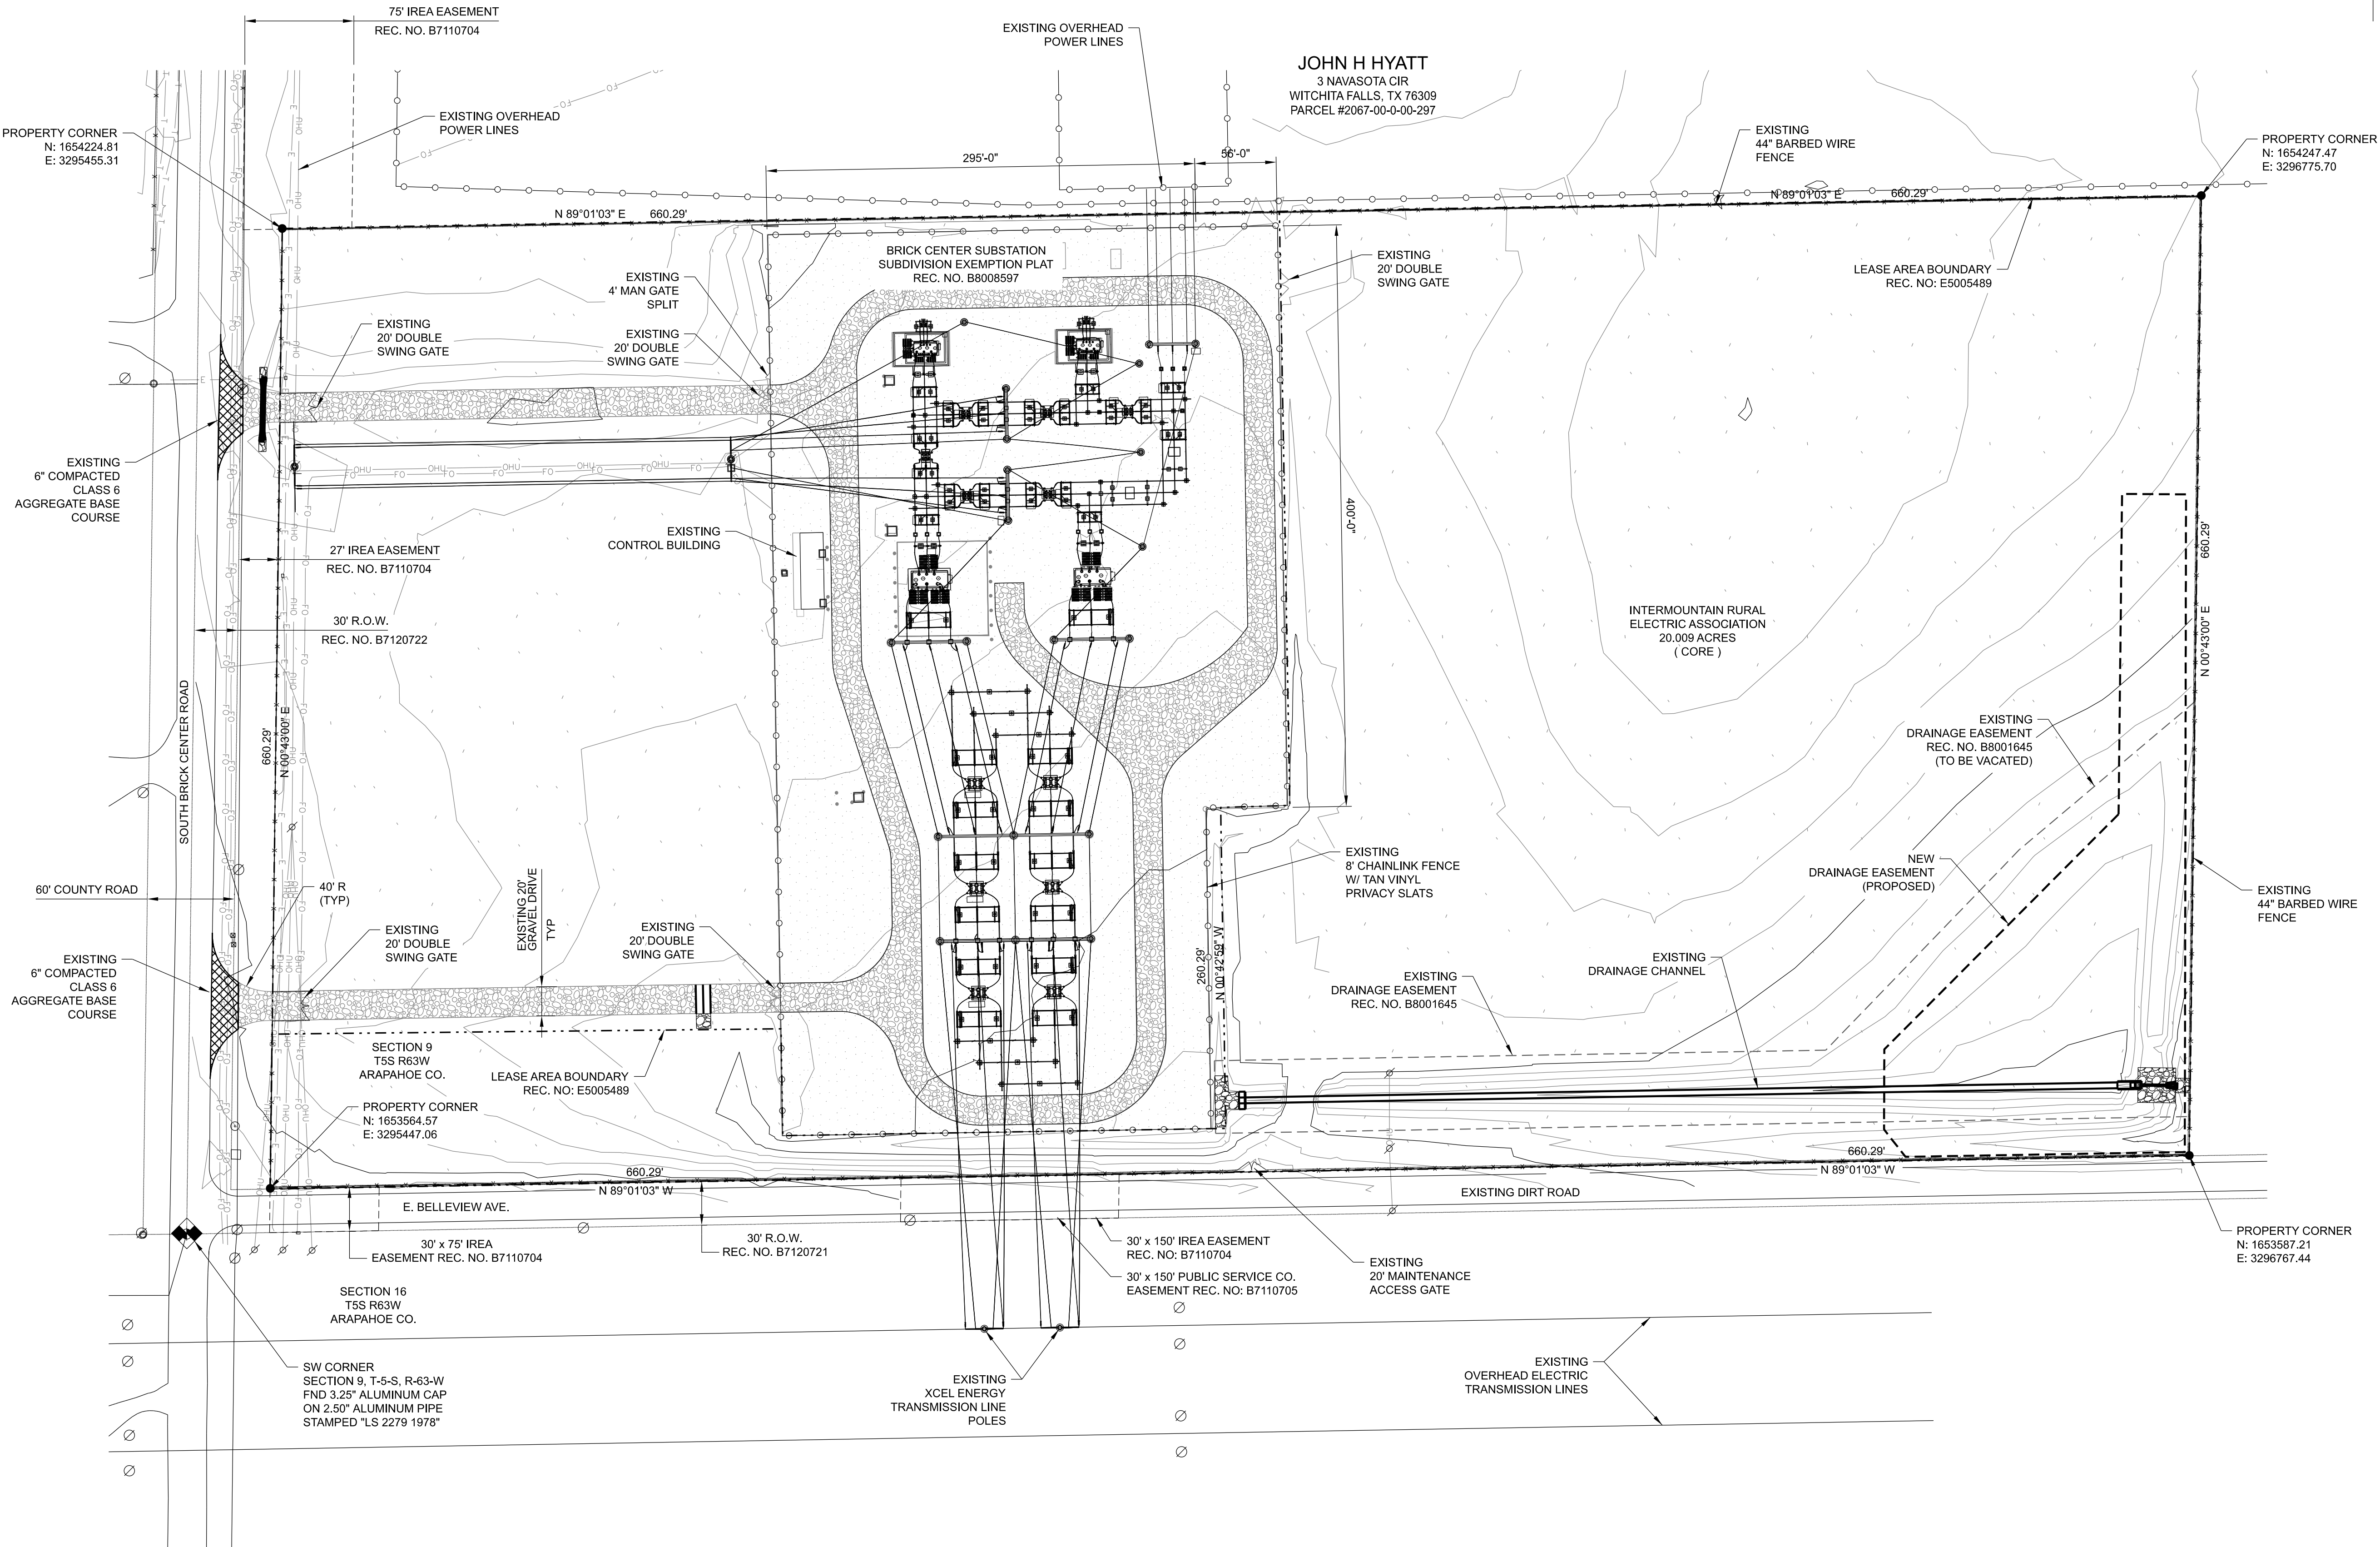 75' IREA EASEMENT
REC. NO. B7110704
EXISTING OVERHEAD
POWER LINES
JOHN H HYATT
3 NAVASOTA CIR
WITCHITA FALLS, TX 76309
PARCEL #2067-00-0-00-297
EXISTING OVERHEAD
POWER LINES
PROPERTY CORNER
N: 1654224.81
E: 3295455.31
EXISTING
44" BARBED WIRE
FENCE
PROPERTY CORNER
N: 1654247.47
E: 3296775.70
295'-0"
56'-0"
N 89°01'03" E 660.29'
N 89°01'03" E 660.29'
BRICK CENTER SUBSTATION
SUBDIVISION EXEMPTION PLAT
REC. NO. B8008597
EXISTING
20' DOUBLE
SWING GATE
LEASE AREA BOUNDARY
REC. NO: E5005489
EXISTING
4' MAN GATE
SPLIT
EXISTING
20' DOUBLE
SWING GATE
EXISTING
20' DOUBLE
SWING GATE
EXISTING
6" COMPACTED
CLASS 6
AGGREGATE BASE
COURSE
OHU
FO
OHU
FO
OHU
FO
OHU
FO
OHU
FO
400'-0"
EXISTING
CONTROL BUILDING
27' IREA EASEMENT
REC. NO. B7110704
30' R.O.W.
REC. NO. B7120722
660.29'
N 00°43'00" E
INTERMOUNTAIN RURAL
ELECTRIC ASSOCIATION
20.009 ACRES
( CORE )
SOUTH BRICK CENTER ROAD
660.29'
N 00°43'00" E
EXISTING
DRAINAGE EASEMENT
REC. NO. B8001645
(TO BE VACATED)
EXISTING
8' CHAINLINK FENCE
W/ TAN VINYL
PRIVACY SLATS
NEW
DRAINAGE EASEMENT
(PROPOSED)
EXISTING
44" BARBED WIRE
FENCE
60' COUNTY ROAD
40' R
(TYP)
EXISTING 20'
GRAVEL DRIVE
TYP
EXISTING
20' DOUBLE
SWING GATE
EXISTING
20' DOUBLE
SWING GATE
EXISTING
6" COMPACTED
CLASS 6
AGGREGATE BASE
COURSE
260.29'
N 00°42'59" W
EXISTING
DRAINAGE EASEMENT
REC. NO. B8001645
EXISTING
DRAINAGE CHANNEL
SECTION 9
T5S R63W
ARAPAHOE CO.
LEASE AREA BOUNDARY
REC. NO: E5005489
PROPERTY CORNER
N: 1653564.57
E: 3295447.06
660.29'
N 89°01'03" W
660.29'
N 89°01'03" W
E. BELLEVIEW AVE.
EXISTING DIRT ROAD
30' x 75' IREA
EASEMENT REC. NO. B7110704
30' R.O.W.
REC. NO. B7120721
30' x 150' IREA EASEMENT
REC. NO: B7110704
30' x 150' PUBLIC SERVICE CO.
EASEMENT REC. NO: B7110705
EXISTING
20' MAINTENANCE
ACCESS GATE
PROPERTY CORNER
N: 1653587.21
E: 3296767.44
SECTION 16
T5S R63W
ARAPAHOE CO.
SW CORNER
SECTION 9, T-5-S, R-63-W
FND 3.25" ALUMINUM CAP
ON 2.50" ALUMINUM PIPE
STAMPED "LS 2279 1978"
EXISTING
XCEL ENERGY
TRANSMISSION LINE
POLES
EXISTING
OVERHEAD ELECTRIC
TRANSMISSION LINES